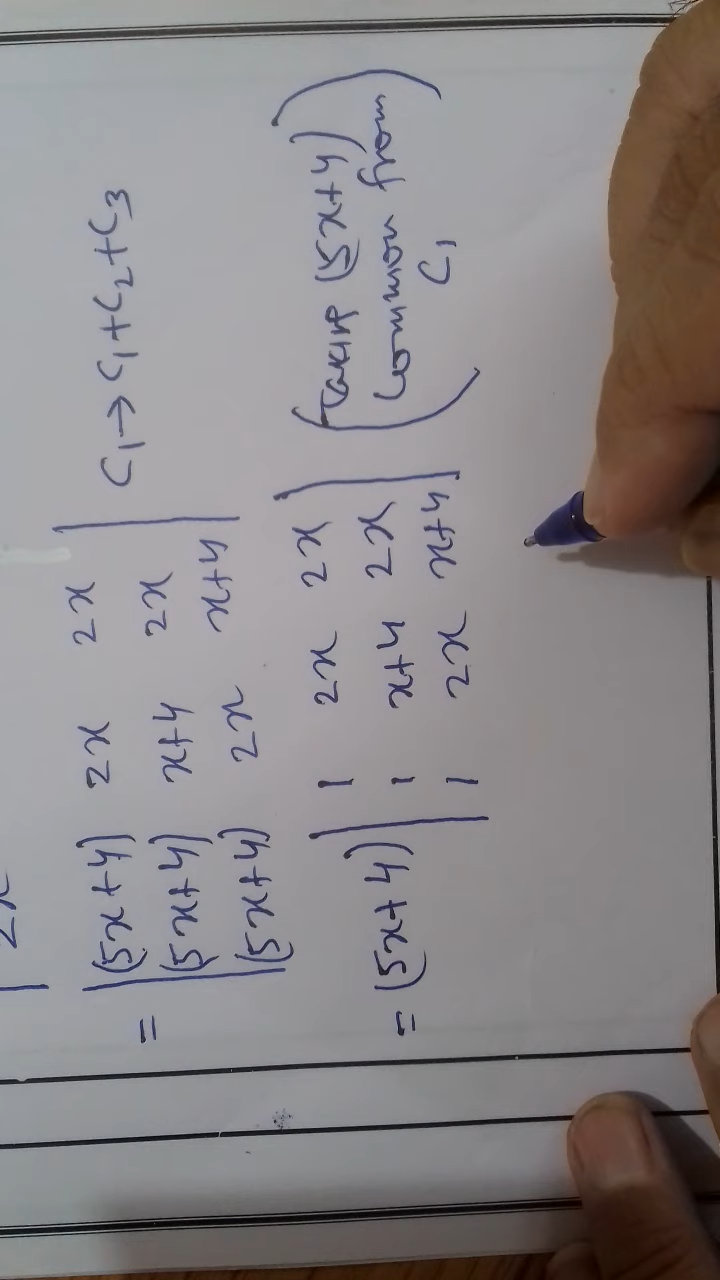 2x
= |(5x+4) 2x 2x| C₁→C₁+C₂+C₃
|(5x+4) x+4 2x|
|(5x+4) 2x x+4|
= (5x+4) |1 2x 2x| (Taking (5x+4)
|1 x+4 2x| common from
|1 2x x+4| C₁)